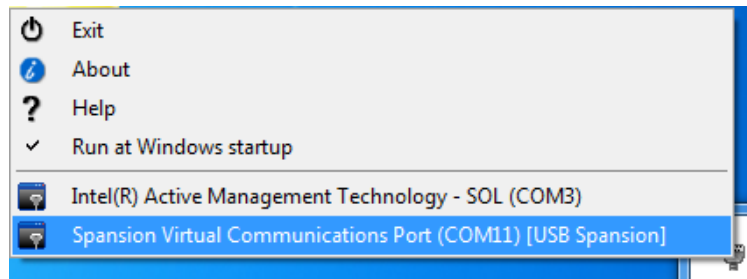 Exit
About
Help
Run at Windows startup
Intel(R) Active Management Technology - SOL (COM3)
Spansion Virtual Communications Port (COM11) [USB Spansion]